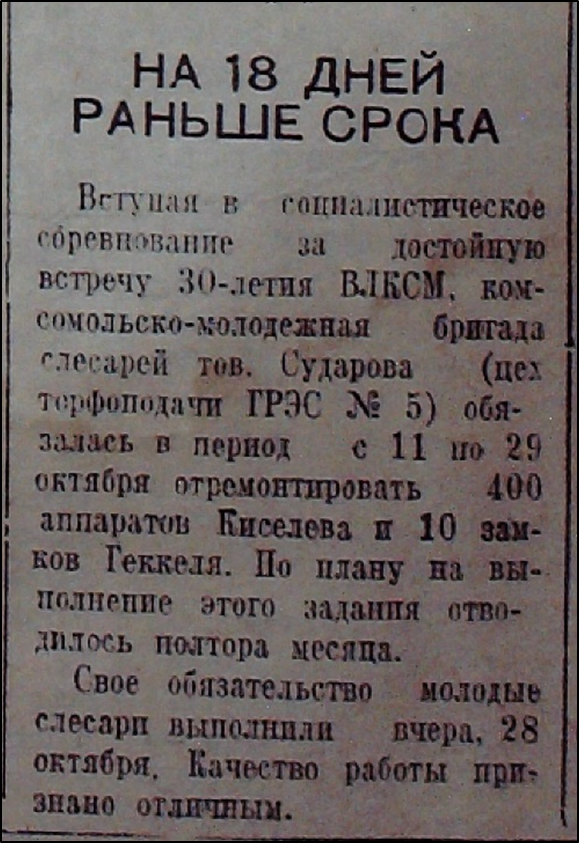 НА 18 ДНЕЙ
РАНЬШЕ СРОКА
Вступая в социалистическое
соревнование за достойную
встречу 30-летия ВЛКСМ, ком-
сомольско-молодежная бригада
слесарей тов. Сударова (цех
торфоподачи ГРЭС № 5) обя-
залась в период с 11 по 29
октября отремонтировать 400
аппаратов Киселева и 10 зам-
ков Геккеля. По плану на вы-
полнение этого задания отво-
дилось полтора месяца.
Свое обязательство молодые
слесари выполнили вчера, 28
октября. Качество работы при-
знано отличным.